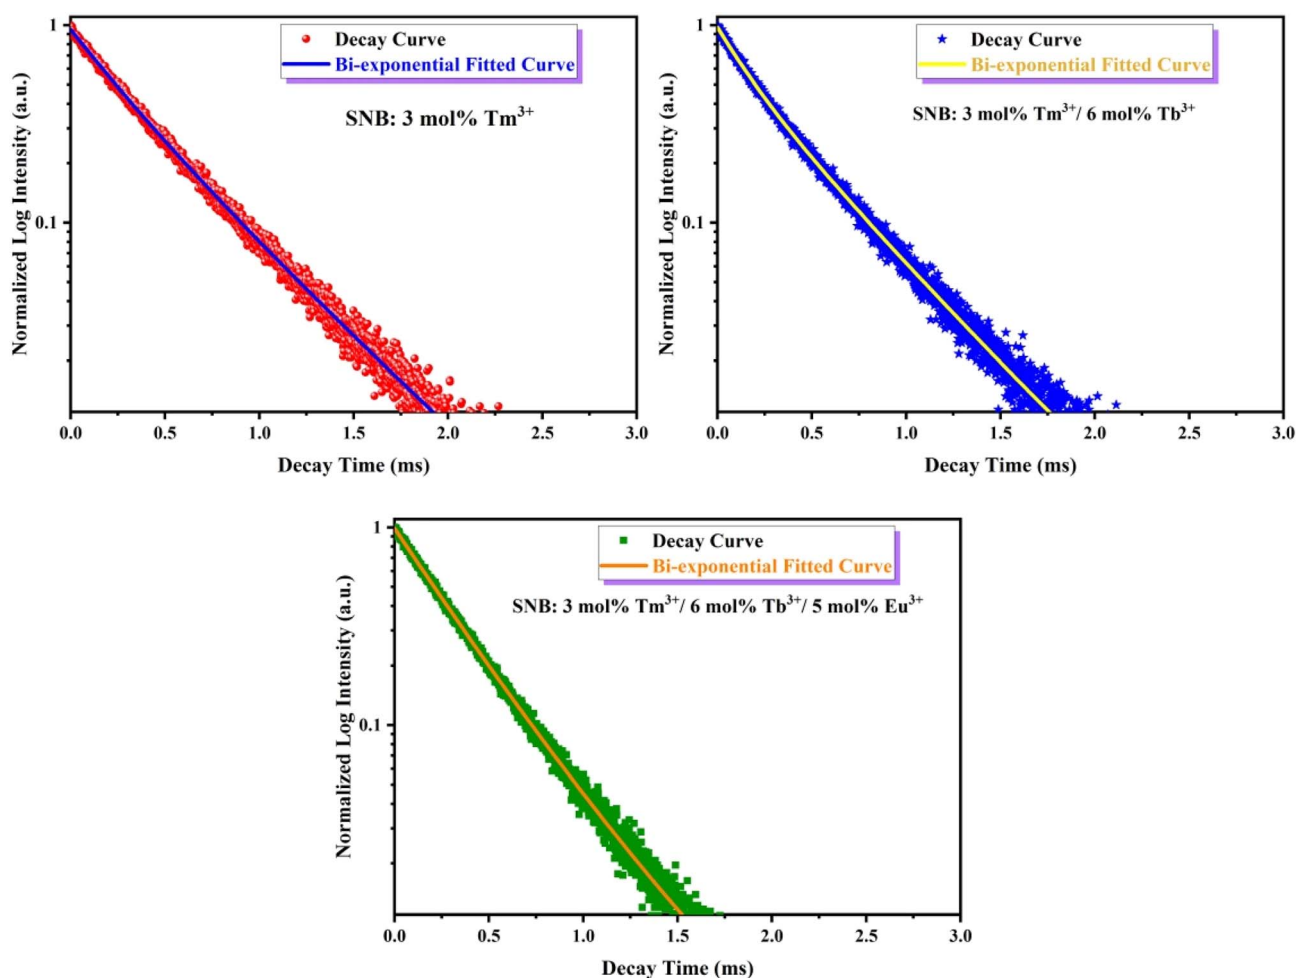 Normalized Log Intensity (a.u.)
1
0.1
Decay Curve
Bi-exponential Fitted Curve
SNB: 3 mol% Tm³⁺
0.0 0.5 1.0 1.5 2.0 2.5 3.0
Decay Time (ms)
Normalized Log Intensity (a.u.)
1
0.1
Decay Curve
Bi-exponential Fitted Curve
SNB: 3 mol% Tm³⁺/ 6 mol% Tb³⁺
0.0 0.5 1.0 1.5 2.0 2.5 3.0
Decay Time (ms)
Normalized Log Intensity (a.u.)
1
0.1
Decay Curve
Bi-exponential Fitted Curve
SNB: 3 mol% Tm³⁺/ 6 mol% Tb³⁺/ 5 mol% Eu³⁺
0.0 0.5 1.0 1.5 2.0 2.5 3.0
Decay Time (ms)